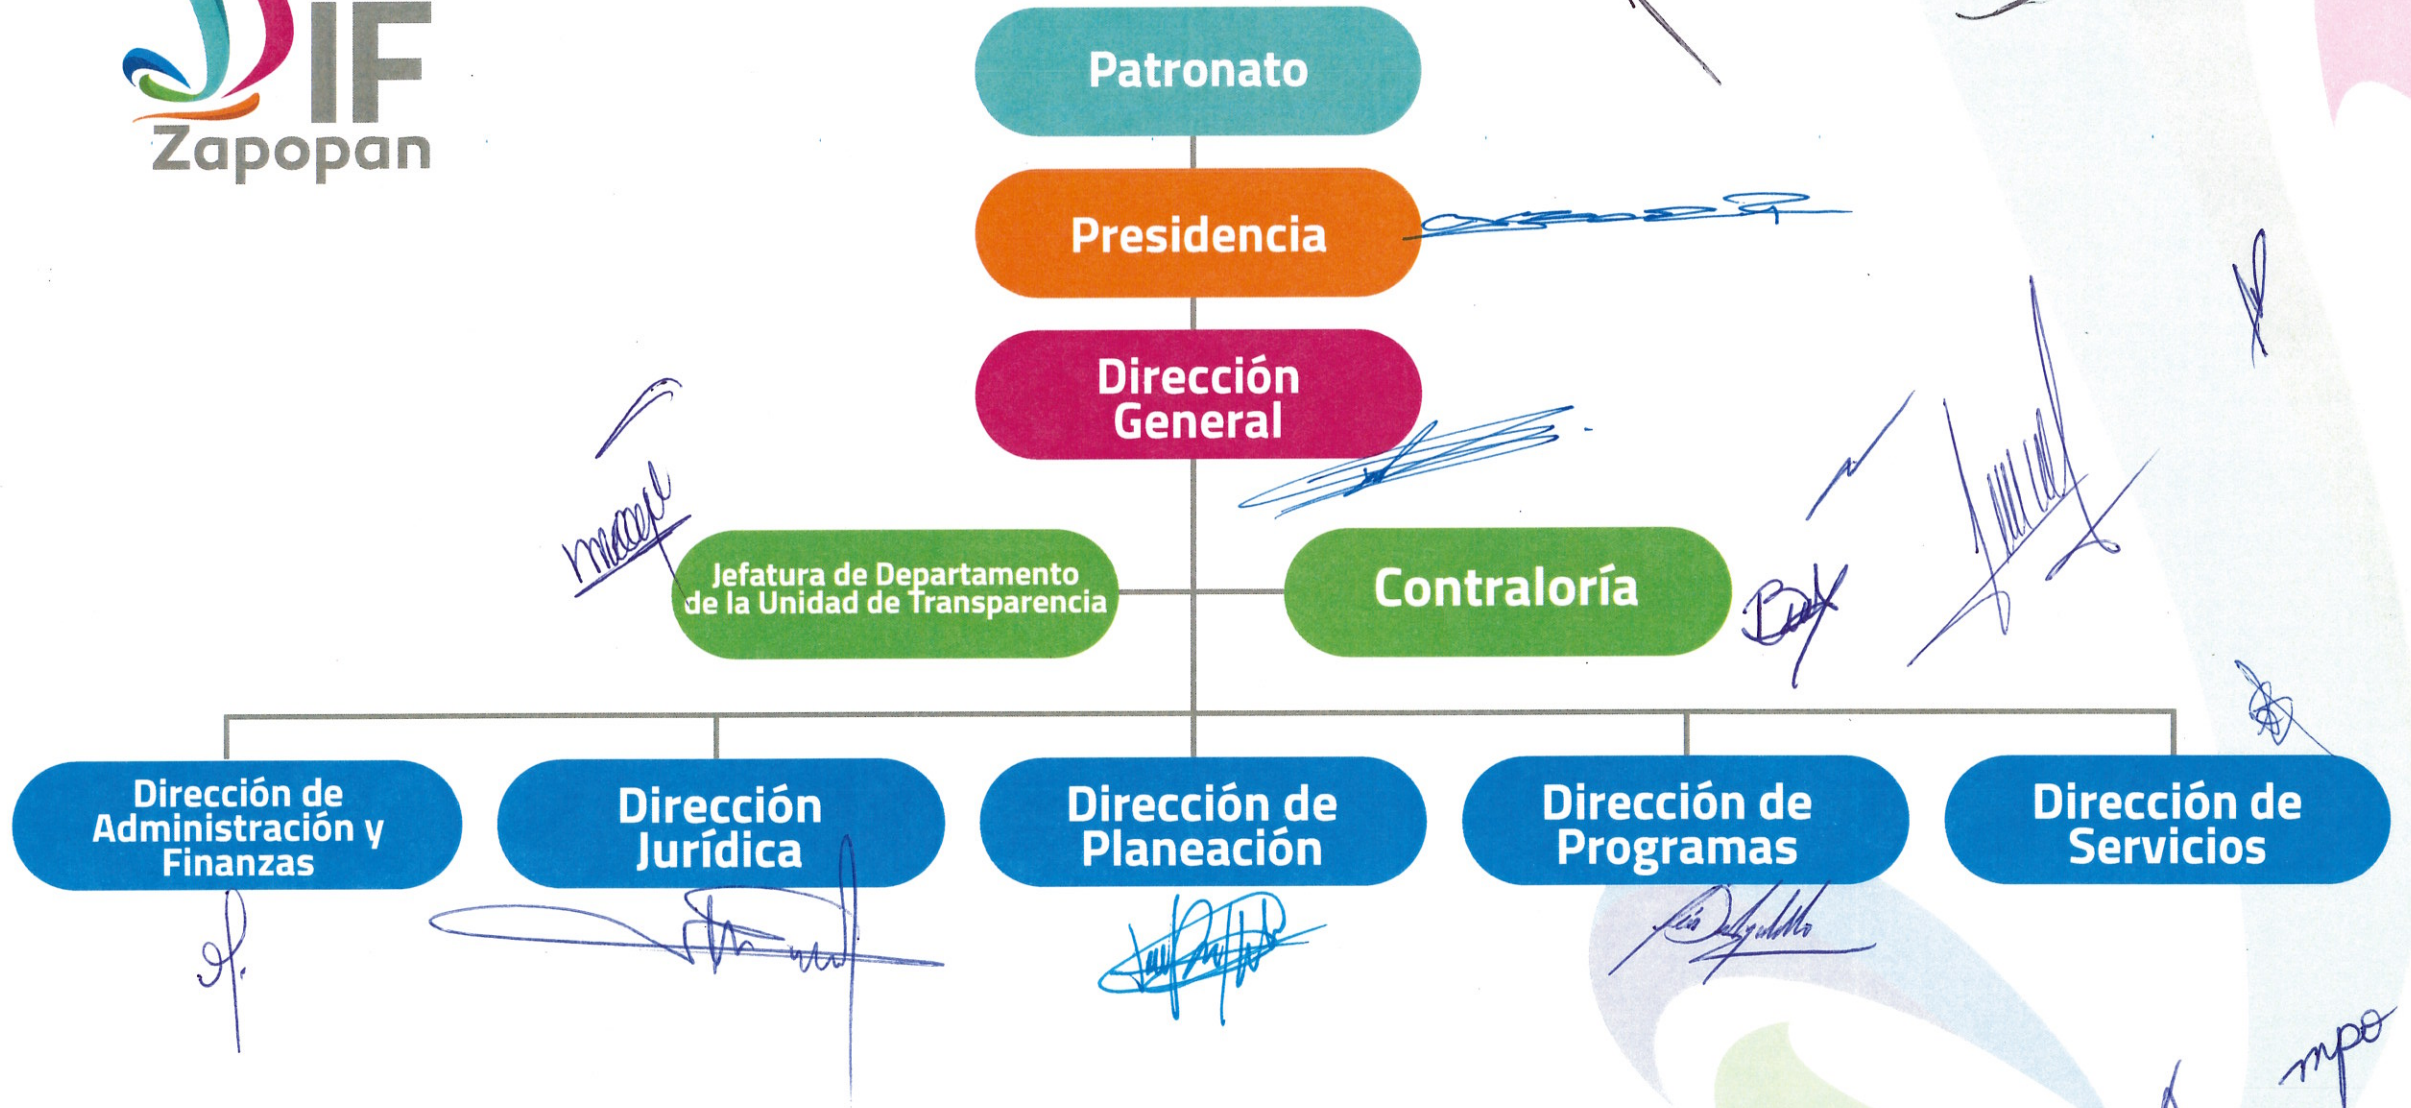 DIF
Zapopan
Patronato
Presidencia
Dirección
General
Jefatura de Departamento
de la Unidad de Transparencia
Contraloría
Dirección de
Administración y
Finanzas
Dirección
Jurídica
Dirección de
Planeación
Dirección de
Programas
Dirección de
Servicios
mpo